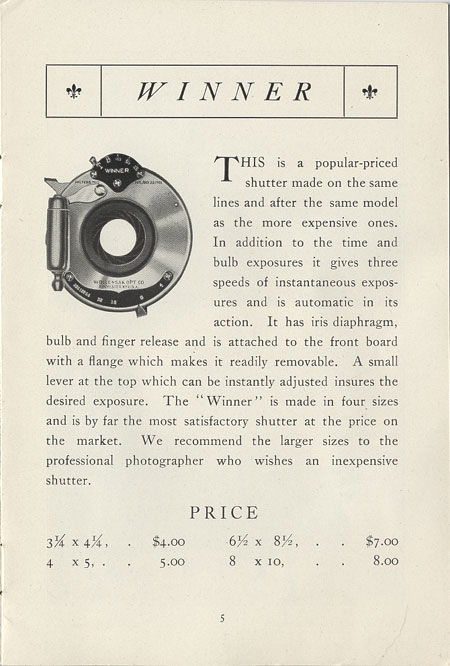 WINNER
WINNER
WOLLENSAK OPT CO
THIS is a popular-priced
shutter made on the same
lines and after the same model
as the more expensive ones.
In addition to the time and
bulb exposures it gives three
speeds of instantaneous expos-
ures and is automatic in its
action. It has iris diaphragm,
bulb and finger release and is attached to the front board
with a flange which makes it readily removable. A small
lever at the top which can be instantly adjusted insures the
desired exposure. The "Winner" is made in four sizes
and is by far the most satisfactory shutter at the price on
the market. We recommend the larger sizes to the
professional photographer who wishes an inexpensive
shutter.
PRICE
3¼ x 4¼, . $4.00 6½ x 8½, . . $7.00
4 x 5, . . 5.00 8 x 10, . . 8.00
5